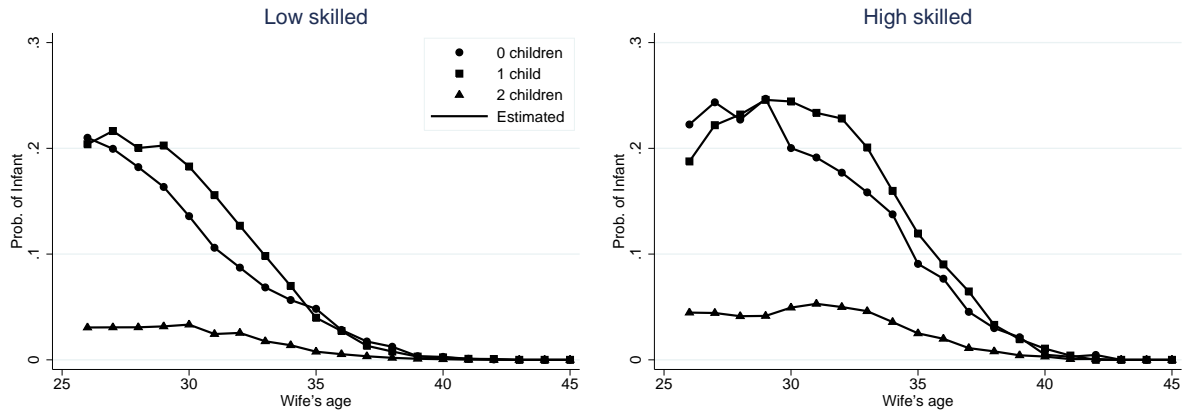 Low skilled
.3
.2
.1
0
Prob. of Infant
0 children
1 child
2 children
Estimated
25 30 35 40 45
Wife's age
High skilled
.3
.2
.1
0
Prob. of Infant
25 30 35 40 45
Wife's age